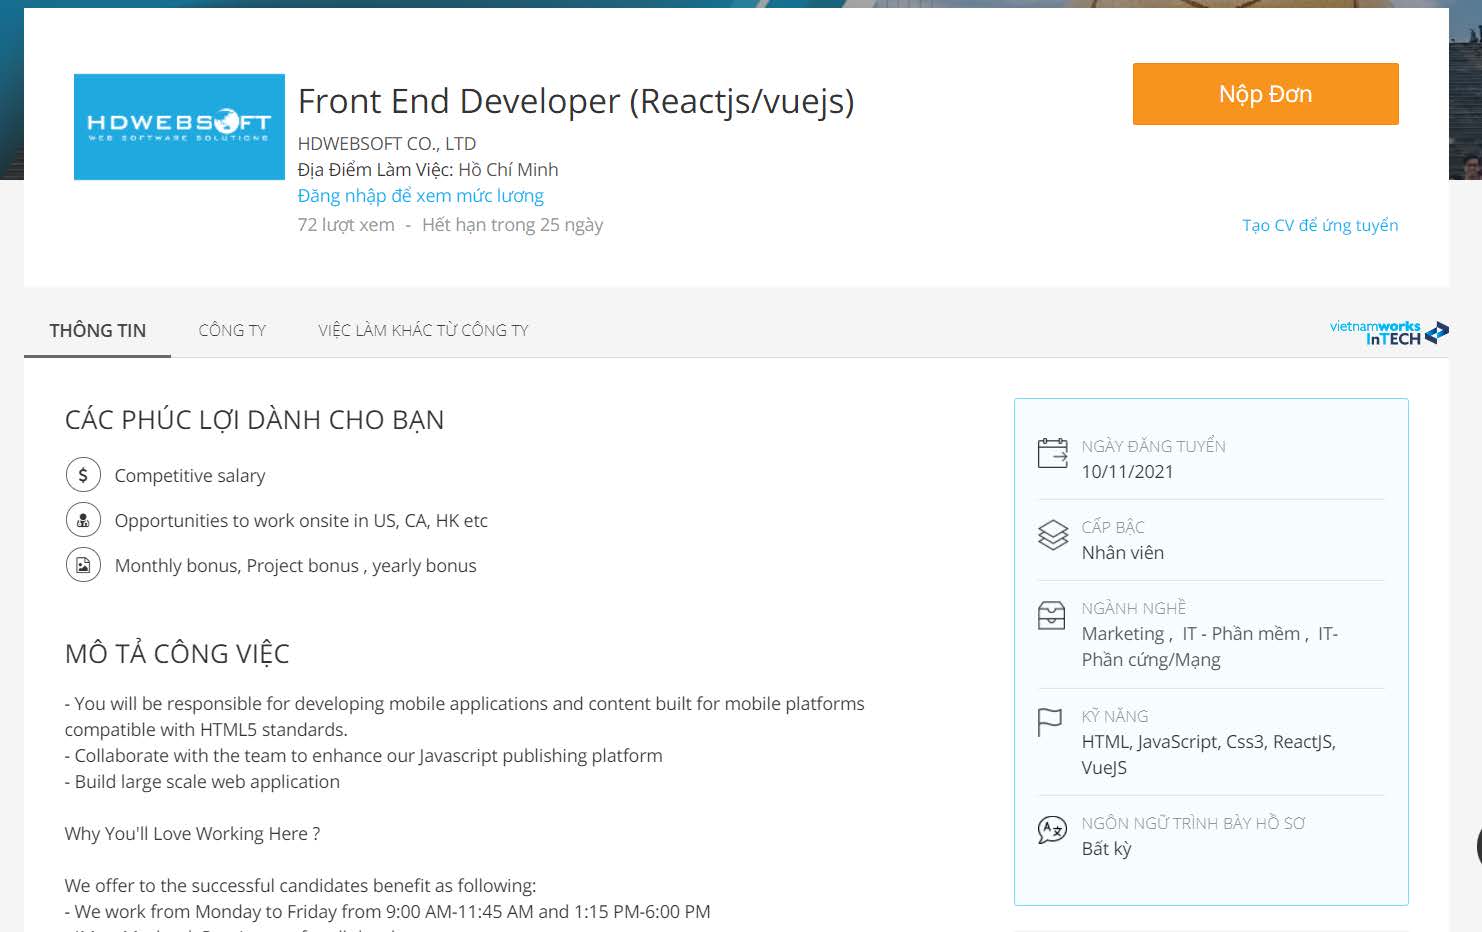 HDWEBSOFT
WEB SOFTWARE SOLUTIONS
Front End Developer (Reactjs/vuejs)
HDWEBSOFT CO., LTD
Địa Điểm Làm Việc: Hồ Chí Minh
Đăng nhập để xem mức lương
72 lượt xem - Hết hạn trong 25 ngày
Nộp Đơn
Tạo CV để ứng tuyển
THÔNG TIN
CÔNG TY
VIỆC LÀM KHÁC TỪ CÔNG TY
vietnamworks
InTECH
CÁC PHÚC LỢI DÀNH CHO BẠN
Competitive salary
Opportunities to work onsite in US, CA, HK etc
Monthly bonus, Project bonus , yearly bonus
MÔ TẢ CÔNG VIỆC
- You will be responsible for developing mobile applications and content built for mobile platforms
compatible with HTML5 standards.
- Collaborate with the team to enhance our Javascript publishing platform
- Build large scale web application
Why You'll Love Working Here ?
We offer to the successful candidates benefit as following:
- We work from Monday to Friday from 9:00 AM-11:45 AM and 1:15 PM-6:00 PM
NGÀY ĐĂNG TUYỂN
10/11/2021
CẤP BẬC
Nhân viên
NGÀNH NGHỀ
Marketing , IT - Phần mềm , IT-
Phần cứng/Mạng
KỸ NĂNG
HTML, JavaScript, Css3, ReactJS,
VueJS
NGÔN NGỮ TRÌNH BÀY HỒ SƠ
Bất kỳ